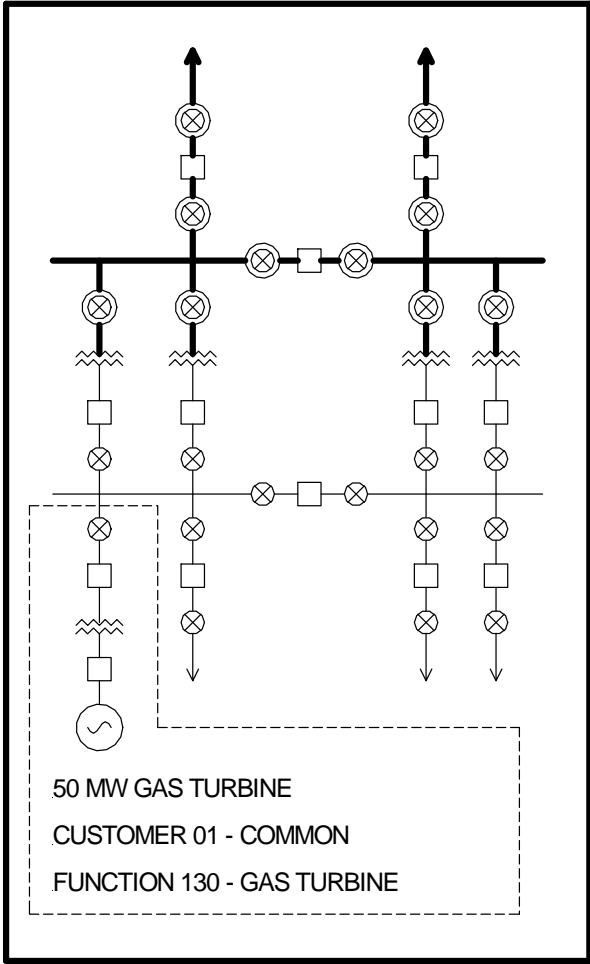 50 MW GAS TURBINE
CUSTOMER 01 - COMMON
FUNCTION 130 - GAS TURBINE